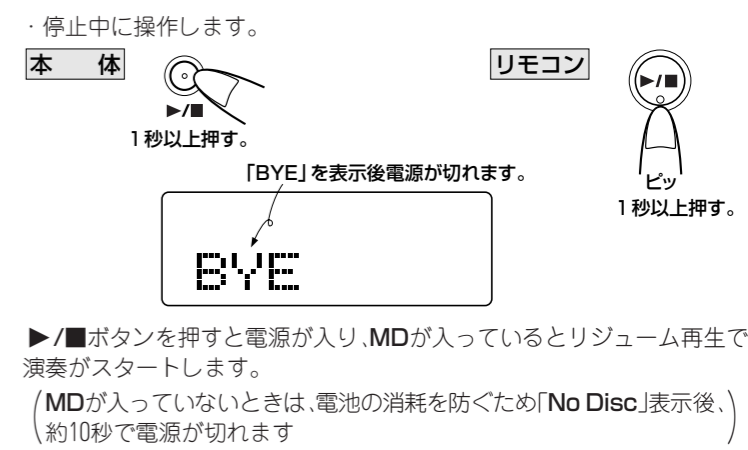 ・停止中に操作します。
本　体
リモコン
▶/■
▶/■
1秒以上押す。
ピッ
1秒以上押す。
「BYE」を表示後電源が切れます。
BYE
▶/■ボタンを押すと電源が入り、MDが入っているとリジューム再生で
演奏がスタートします。
(MDが入っていないときは、電池の消耗を防ぐため「No Disc」表示後、
約10秒で電源が切れます)